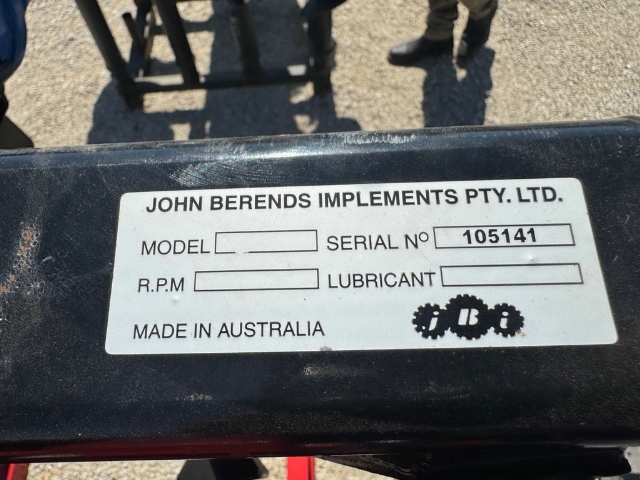 JOHN BERENDS IMPLEMENTS PTY. LTD.
MODEL SERIAL Nº 105141
R.P.M LUBRICANT
MADE IN AUSTRALIA jBi